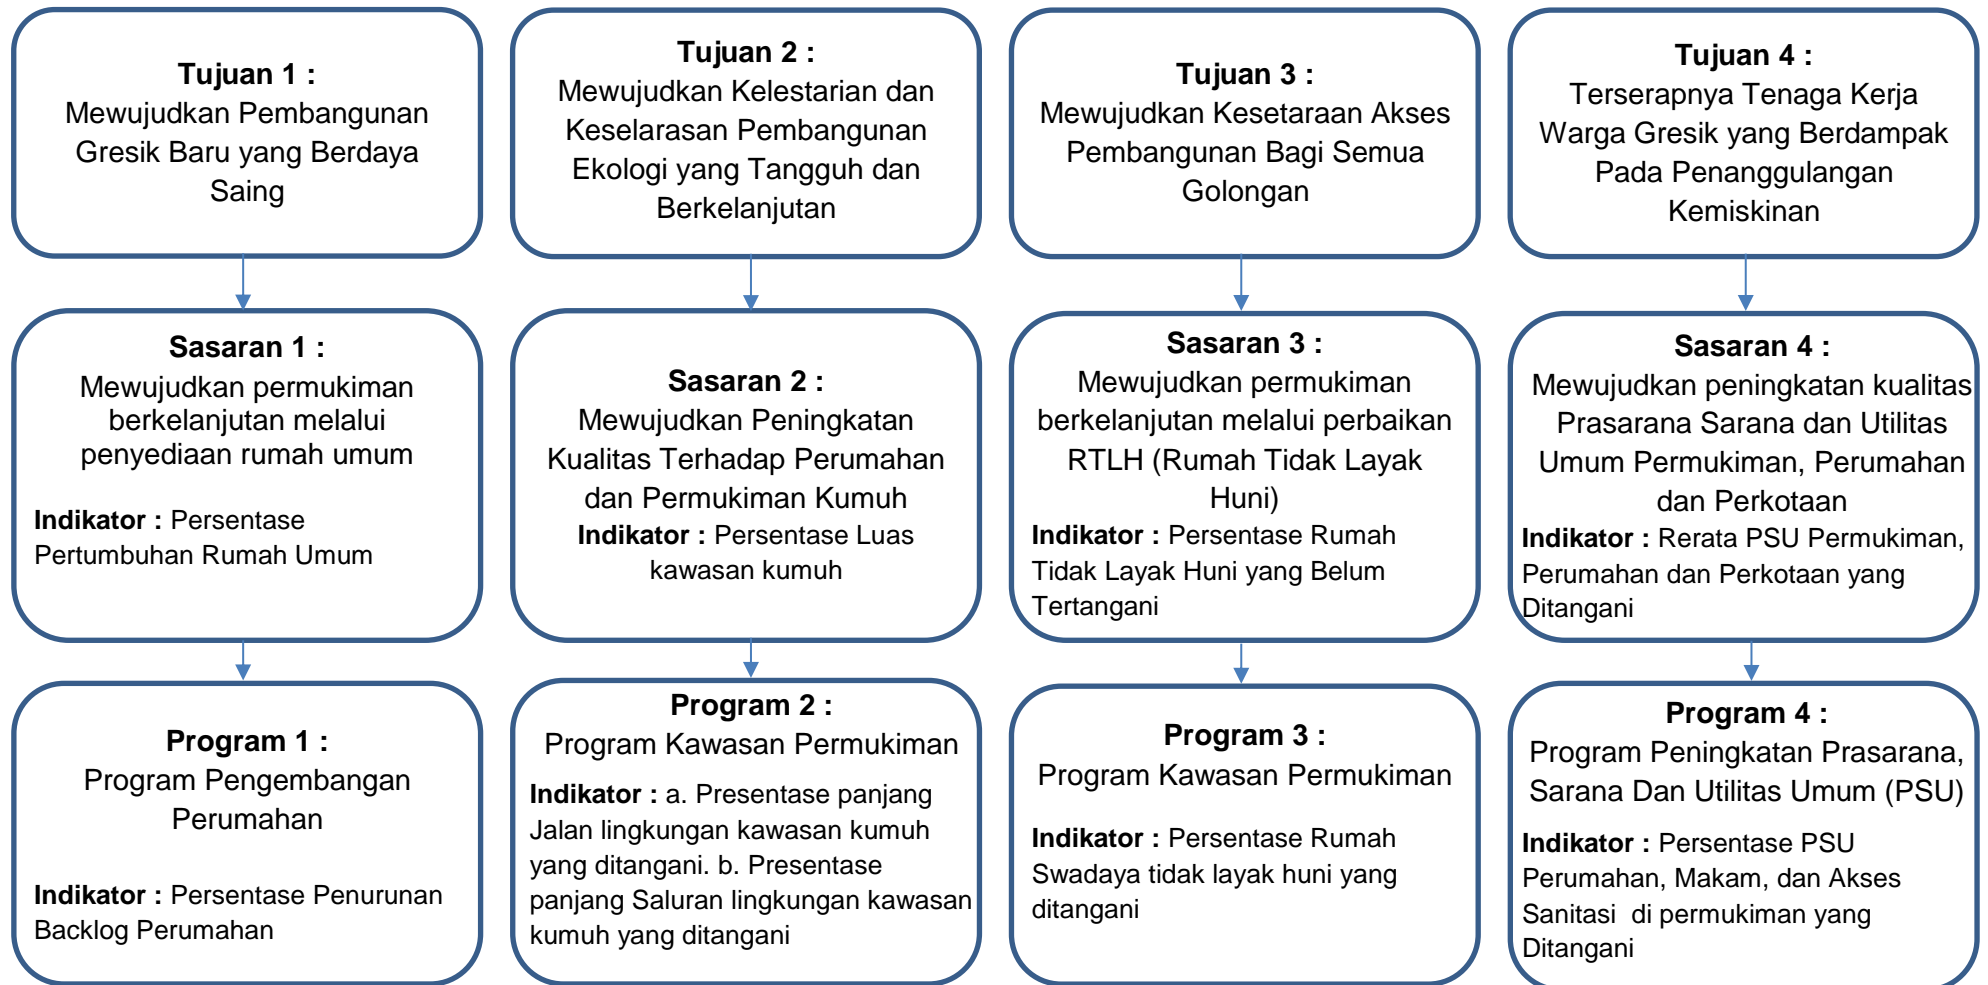 Tujuan 1 :
Mewujudkan Pembangunan
Gresik Baru yang Berdaya
Saing
Tujuan 2 :
Mewujudkan Kelestarian dan
Keselarasan Pembangunan
Ekologi yang Tangguh dan
Berkelanjutan
Tujuan 3 :
Mewujudkan Kesetaraan Akses
Pembangunan Bagi Semua
Golongan
Tujuan 4 :
Terserapnya Tenaga Kerja
Warga Gresik yang Berdampak
Pada Penanggulangan
Kemiskinan
Sasaran 1 :
Mewujudkan permukiman
berkelanjutan melalui
penyediaan rumah umum
Indikator : Persentase
Pertumbuhan Rumah Umum
Sasaran 2 :
Mewujudkan Peningkatan
Kualitas Terhadap Perumahan
dan Permukiman Kumuh
Indikator : Persentase Luas
kawasan kumuh
Sasaran 3 :
Mewujudkan permukiman
berkelanjutan melalui perbaikan
RTLH (Rumah Tidak Layak
Huni)
Indikator : Persentase Rumah
Tidak Layak Huni yang Belum
Tertangani
Sasaran 4 :
Mewujudkan peningkatan kualitas
Prasarana Sarana dan Utilitas
Umum Permukiman, Perumahan
dan Perkotaan
Indikator : Rerata PSU Permukiman,
Perumahan dan Perkotaan yang
Ditangani
Program 1 :
Program Pengembangan
Perumahan
Indikator : Persentase Penurunan
Backlog Perumahan
Program 2 :
Program Kawasan Permukiman
Indikator : a. Presentase panjang
Jalan lingkungan kawasan kumuh
yang ditangani. b. Presentase
panjang Saluran lingkungan kawasan
kumuh yang ditangani
Program 3 :
Program Kawasan Permukiman
Indikator : Persentase Rumah
Swadaya tidak layak huni yang
ditangani
Program 4 :
Program Peningkatan Prasarana,
Sarana Dan Utilitas Umum (PSU)
Indikator : Persentase PSU
Perumahan, Makam, dan Akses
Sanitasi  di permukiman yang
Ditangani